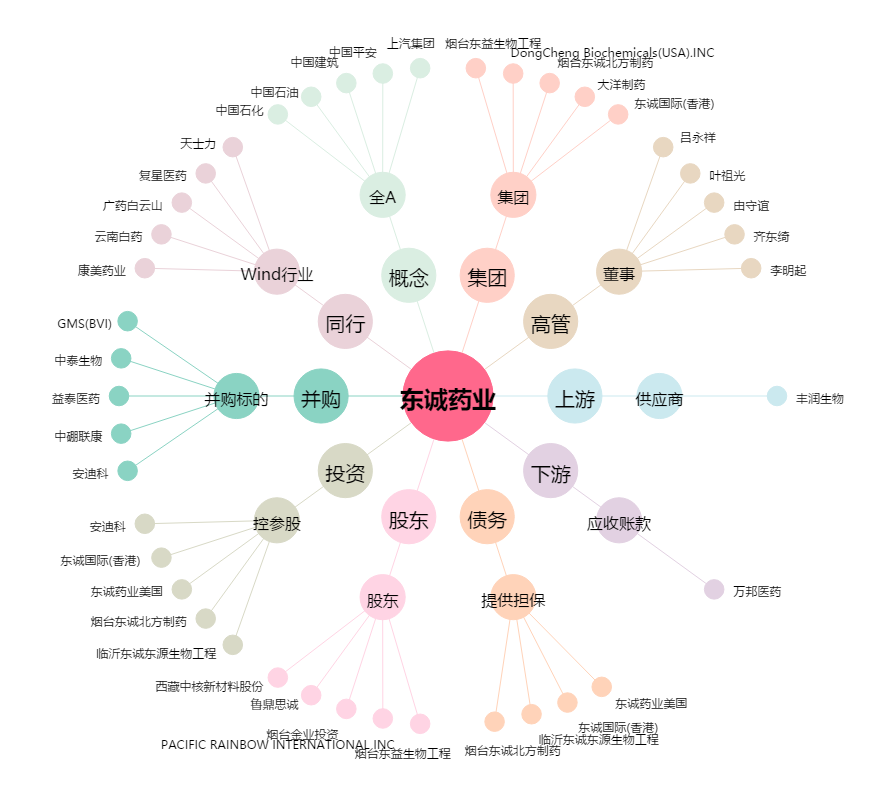 上汽集团
中国平安
中国建筑
中国石油
中国石化
全A
概念
烟台东益生物工程
DongCheng Biochemicals(USA).INC
烟台东诚北方制药
大洋制药
东诚国际(香港)
集团
集团
天士力
复星医药
广药白云山
云南白药
康美药业
Wind行业
同行
吕永祥
叶祖光
由守谊
齐东绮
李明起
董事
高管
GMS(BVI)
中泰生物
益泰医药
中硼联康
安迪科
并购标的
并购
东诚药业
上游
供应商
丰润生物
投资
控参股
安迪科
东诚国际(香港)
东诚药业美国
烟台东诚北方制药
临沂东诚东源生物工程
下游
应收账款
万邦医药
股东
股东
西藏中核新材料股份
鲁鼎思诚
烟台金业投资
PACIFIC RAINBOW INTERNATIONAL,INC
烟台东益生物工程
债务
提供担保
东诚药业美国
东诚国际(香港)
临沂东诚东源生物工程
烟台东诚北方制药